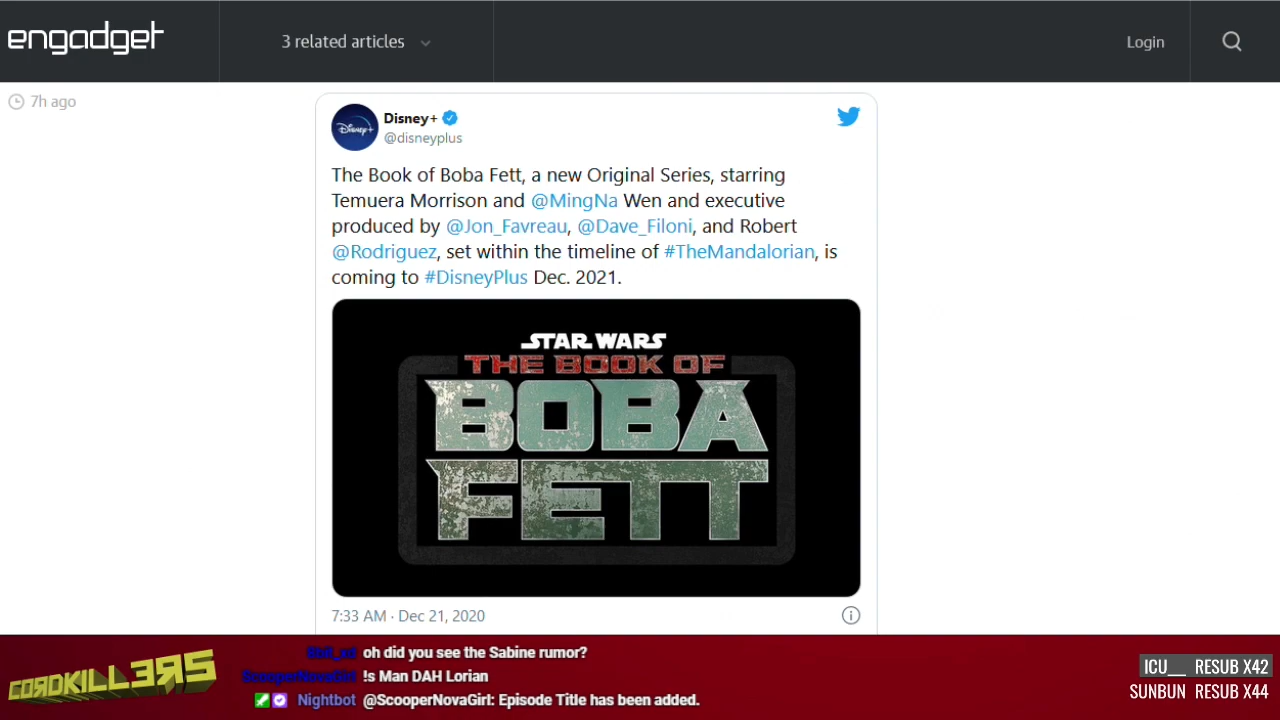 engadget
3 related articles
Login
7h ago
Disney+
@disneyplus
The Book of Boba Fett, a new Original Series, starring
Temuera Morrison and @MingNa Wen and executive
produced by @Jon_Favreau, @Dave_Filoni, and Robert
@Rodriguez, set within the timeline of #TheMandalorian, is
coming to #DisneyPlus Dec. 2021.
Disney+
STAR WARS
THE BOOK OF
BOBA
FETT
7:33 AM · Dec 21, 2020
CORDKILLERS
oh did you see the Sabine rumor?
ScooperNovaGirl !s Man DAH Lorian
Nightbot @ScooperNovaGirl: Episode Title has been added.
ICU__ RESUB X42
SUNBUN RESUB X44